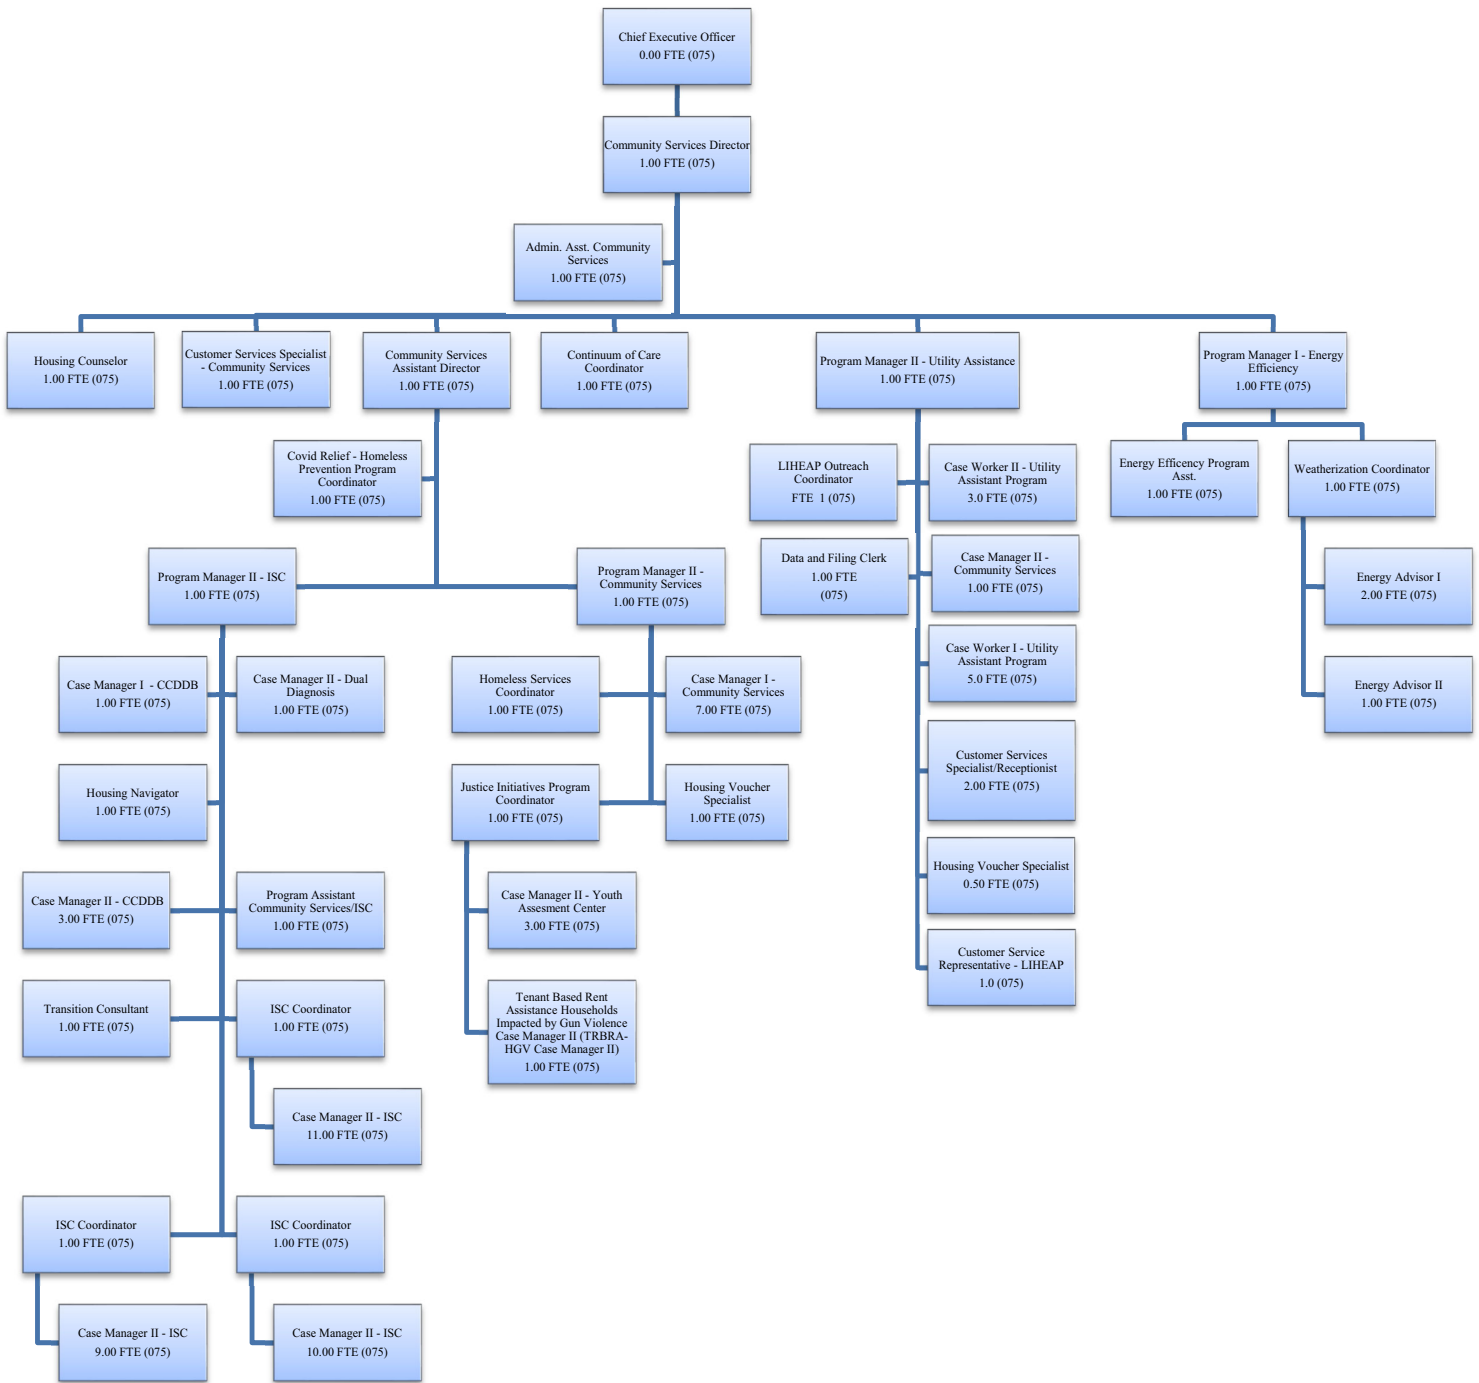 Chief Executive Officer
0.00 FTE (075)
Community Services Director
1.00 FTE (075)
Admin. Asst. Community
Services
1.00 FTE (075)
Housing Counselor
1.00 FTE (075)
Customer Services Specialist
- Community Services
1.00 FTE (075)
Community Services
Assistant Director
1.00 FTE (075)
Continuum of Care
Coordinator
1.00 FTE (075)
Program Manager II - Utility Assistance
1.00 FTE (075)
Program Manager I - Energy
Efficiency
1.00 FTE (075)
Covid Relief - Homeless
Prevention Program
Coordinator
1.00 FTE (075)
LIHEAP Outreach
Coordinator
FTE  1 (075)
Case Worker II - Utility
Assistant Program
3.0 FTE (075)
Energy Efficency Program
Asst.
1.00 FTE (075)
Weatherization Coordinator
1.00 FTE (075)
Program Manager II - ISC
1.00 FTE (075)
Program Manager II -
Community Services
1.00 FTE (075)
Data and Filing Clerk
1.00 FTE
(075)
Case Manager II -
Community Services
1.00 FTE (075)
Energy Advisor I
2.00 FTE (075)
Case Manager I  - CCDDB
1.00 FTE (075)
Case Manager II - Dual
Diagnosis
1.00 FTE (075)
Homeless Services
Coordinator
1.00 FTE (075)
Case Manager I -
Community Services
7.00 FTE (075)
Case Worker I - Utility
Assistant Program
5.0 FTE (075)
Energy Advisor II
1.00 FTE (075)
Housing Navigator
1.00 FTE (075)
Justice Initiatives Program
Coordinator
1.00 FTE (075)
Housing Voucher
Specialist
1.00 FTE (075)
Customer Services
Specialist/Receptionist
2.00 FTE (075)
Case Manager II - CCDDB
3.00 FTE (075)
Program Assistant
Community Services/ISC
1.00 FTE (075)
Case Manager II - Youth
Assesment Center
3.00 FTE (075)
Housing Voucher Specialist
0.50 FTE (075)
Customer Service
Representative - LIHEAP
1.0 (075)
Transition Consultant
1.00 FTE (075)
ISC Coordinator
1.00 FTE (075)
Tenant Based Rent
Assistance Households
Impacted by Gun Violence
Case Manager II (TRBRA-
HGV Case Manager II)
1.00 FTE (075)
Case Manager II - ISC
11.00 FTE (075)
ISC Coordinator
1.00 FTE (075)
ISC Coordinator
1.00 FTE (075)
Case Manager II - ISC
9.00 FTE (075)
Case Manager II - ISC
10.00 FTE (075)